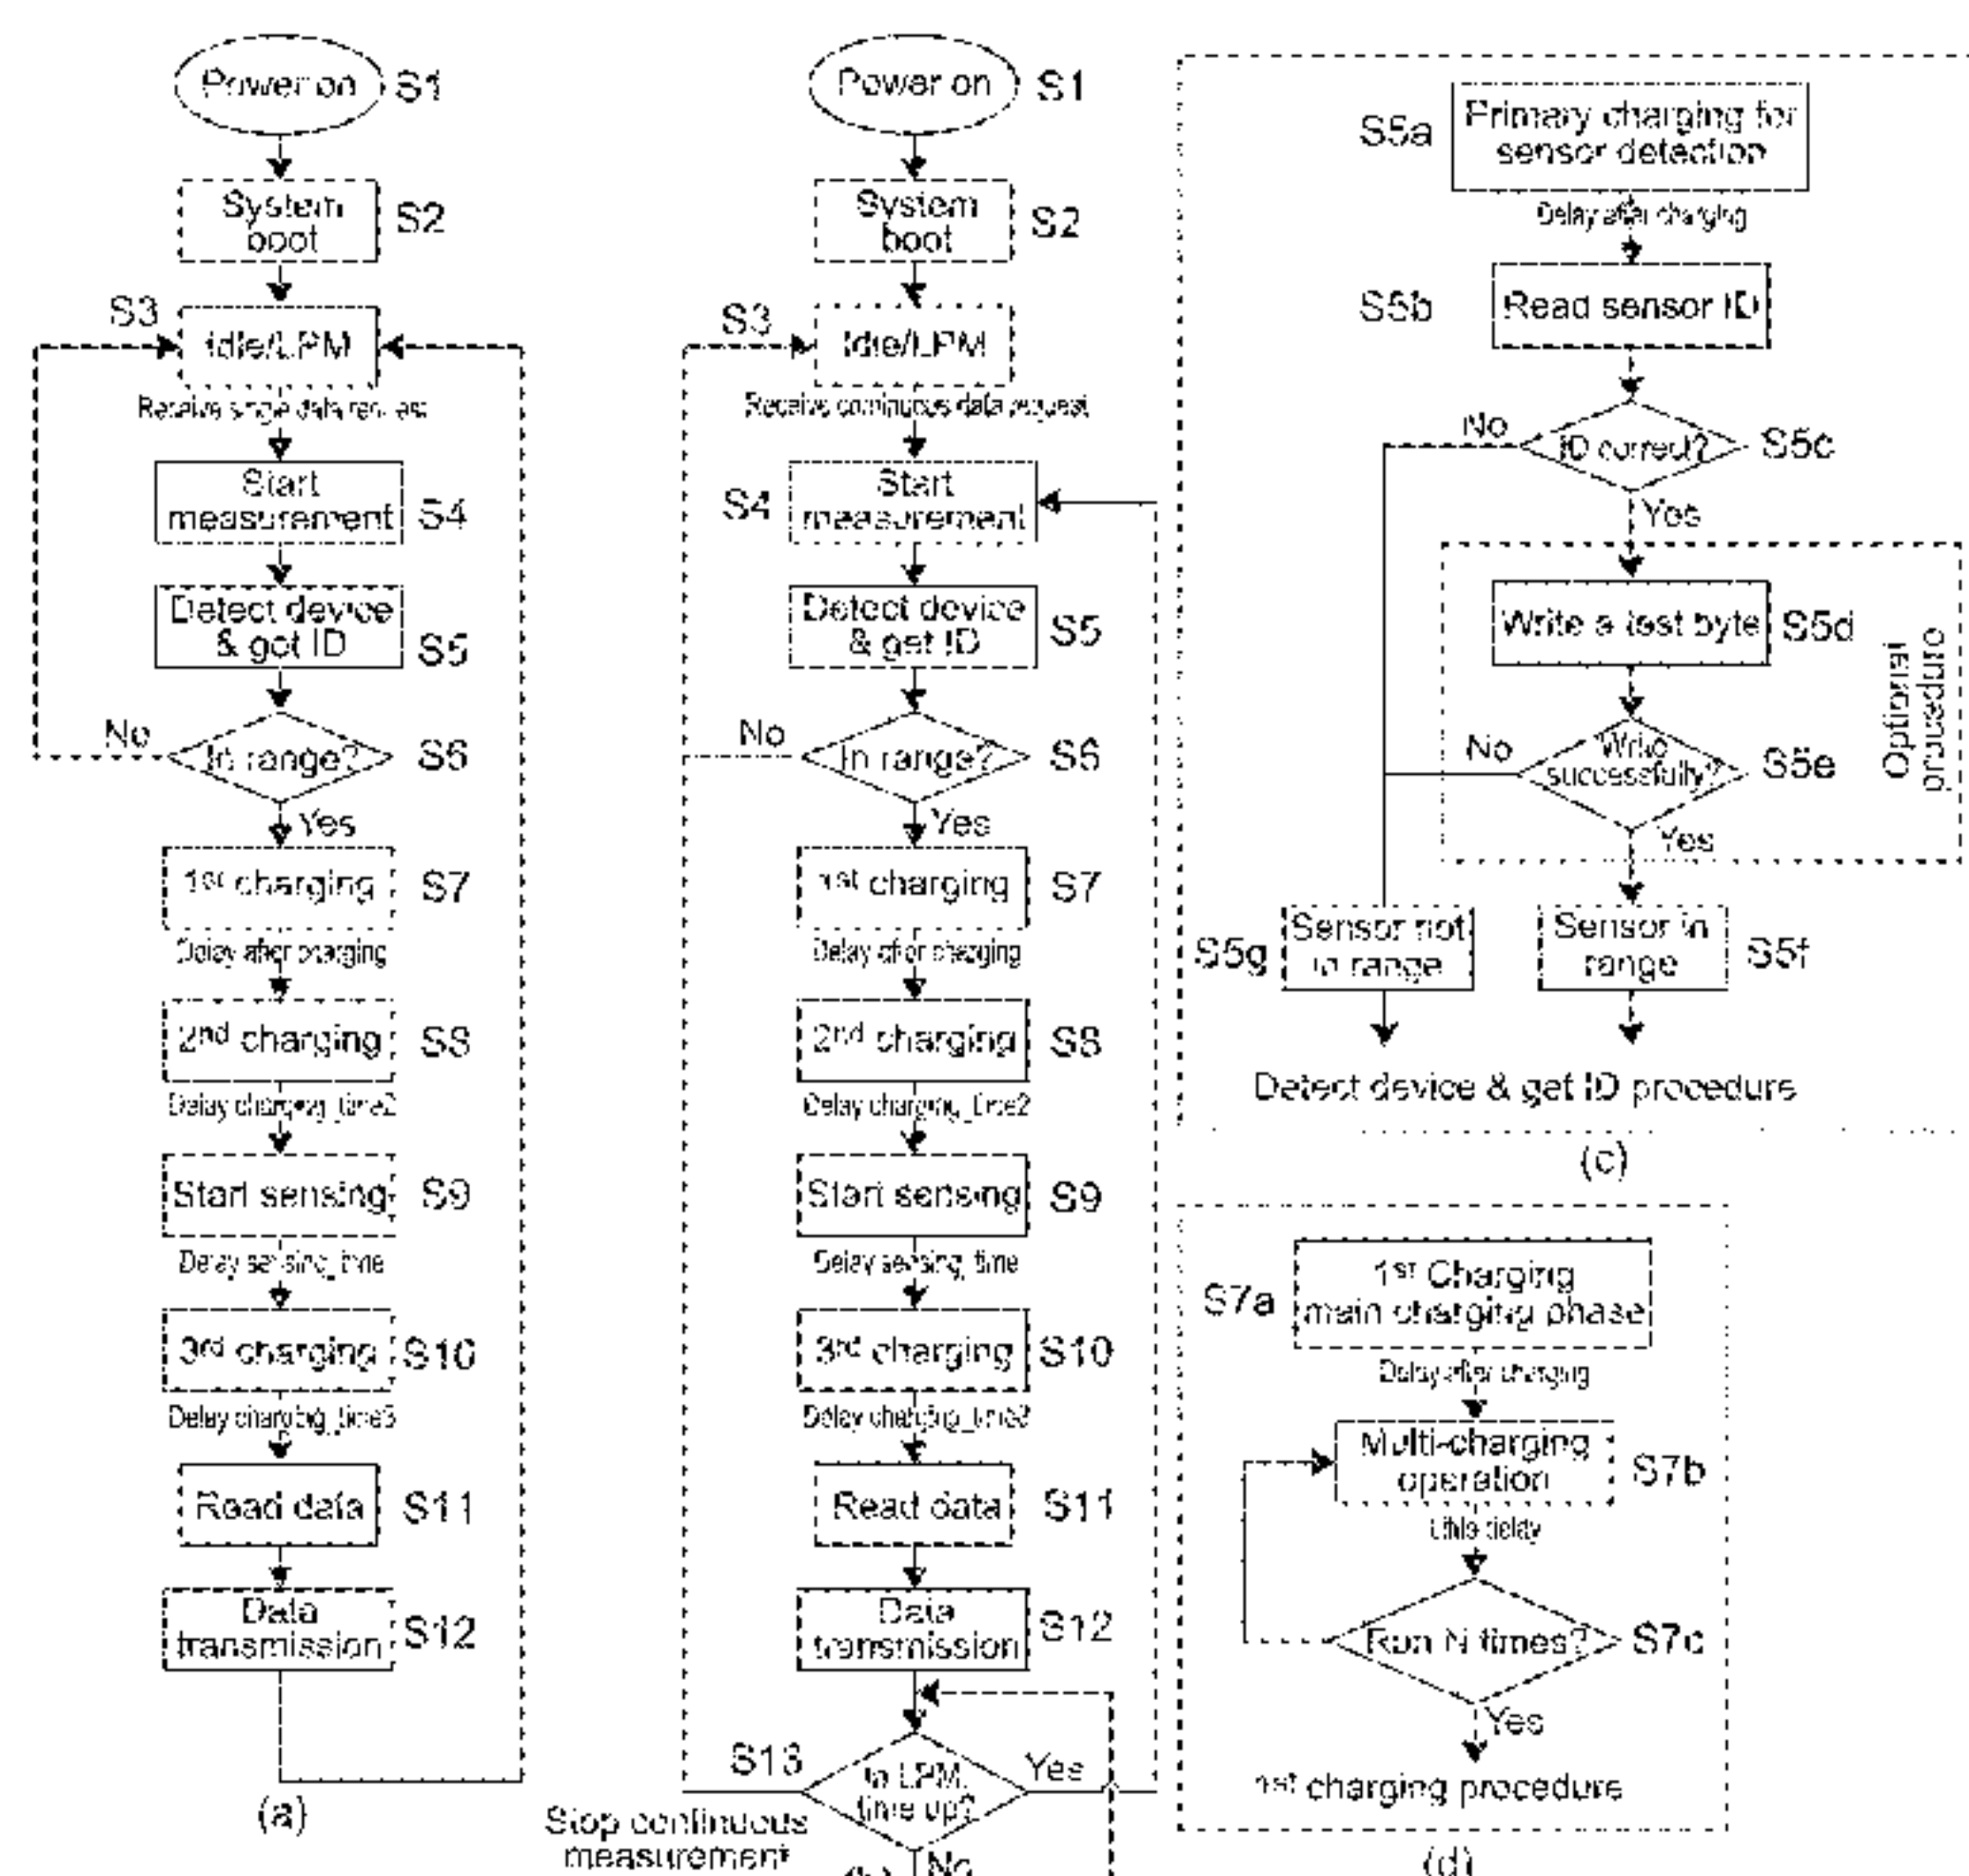 Power on S1
System
boot
S2
S3
Idle/LPM
Receive single data request
Start
measurement
S4
Detect device
& get ID
S5
No
In range?
S6
Yes
1st charging
S7
Delay after charging
2nd charging
S8
Delay charging_time2
Start sensing
S9
Delay sensing_time
3rd charging
S10
Delay charging_time3
Read data
S11
Data
transmission
S12
(a)
Power on S1
System
boot
S2
S3
Idle/LPM
Receive continuous data request
S4
Start
measurement
Detect device
& get ID
S5
No
In range?
S6
Yes
1st charging
S7
Delay after charging
2nd charging
S8
Delay charging_time2
Start sensing
S9
Delay sensing_time
3rd charging
S10
Delay charging_time3
Read data
S11
Data
transmission
S12
S13
In LPM,
time up?
Yes
Stop continuous
measurement
(b)
No
S5a
Primary charging for
sensor detection
Delay after charging
S5b
Read sensor ID
No
ID correct?
S5c
Yes
Write a test byte
S5d
Optional
procedure
No
Write
successfully?
S5e
Yes
S5g
Sensor not
in range
Sensor in
range
S5f
Detect device & get ID procedure
(c)
S7a
1st Charging
main charging phase
Delay after charging
Multi-charging
operation
S7b
Little delay
Run N times?
S7c
Yes
1st charging procedure
(d)